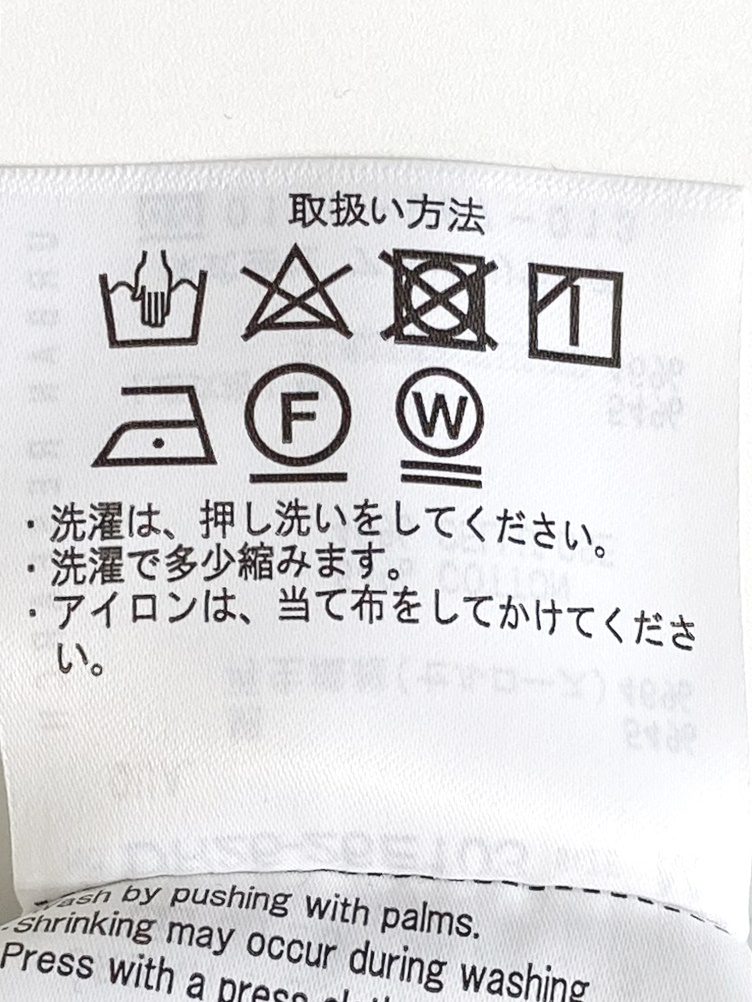 取扱い方法
F W
・洗濯は、押し洗いをしてください。
・洗濯で多少縮みます。
・アイロンは、当て布をしてかけてくださ
い。
by pushing with palms.
Shrinking may occur during washing
Press with a press